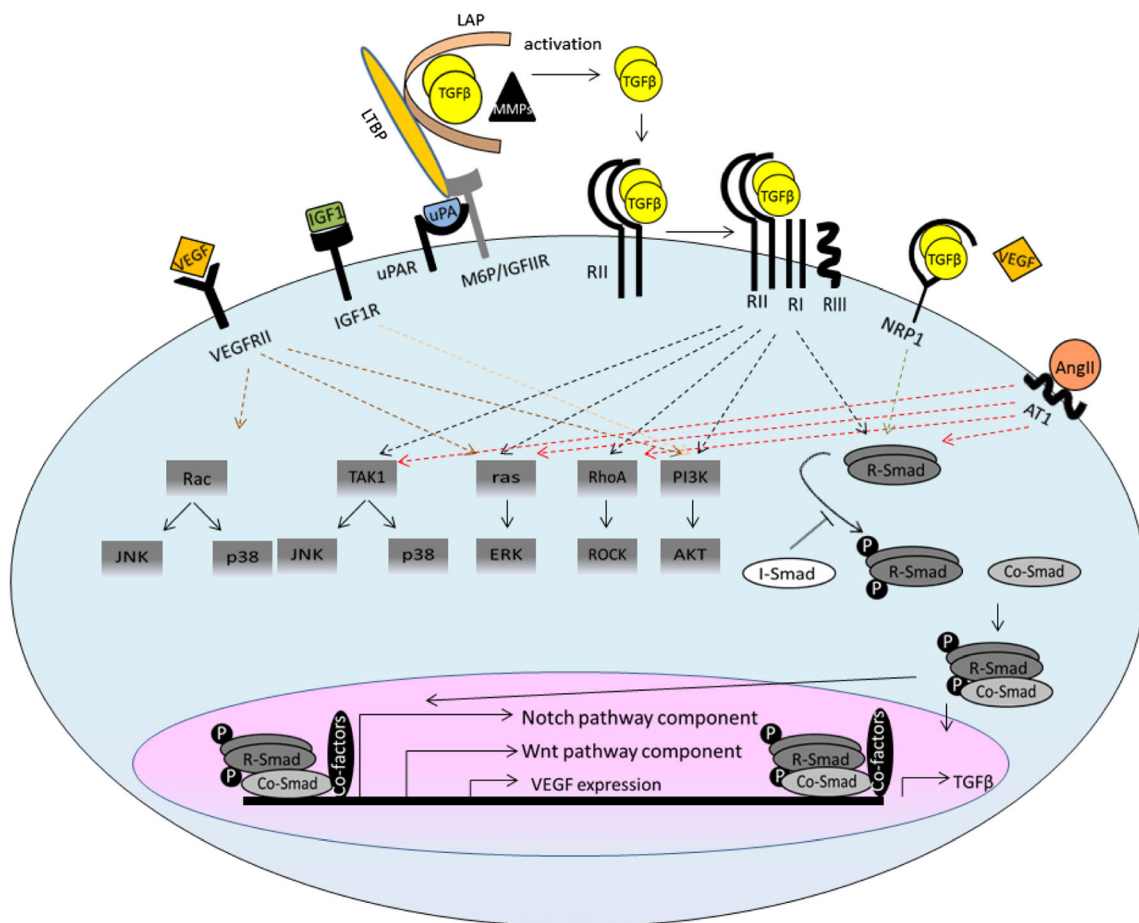 LAP
activation
TGFβ
TGFβ
MMPs
LTBP
TGFβ
TGFβ
IGF1
uPA
VEGF
TGFβ
VEGF
uPAR
M6P/IGFIIR
RII
RII
RI
RIII
IGF1R
NRP1
VEGFRII
AngII
AT1
R-Smad
Rac
TAK1
ras
RhoA
PI3K
JNK
p38
JNK
p38
ERK
ROCK
AKT
P
R-Smad
P
I-Smad
Co-Smad
P
R-Smad
P
Co-Smad
P
R-Smad
P
Co-Smad
Co-factors
Notch pathway component
Wnt pathway component
VEGF expression
P
R-Smad
P
Co-Smad
Co-factors
TGFβ